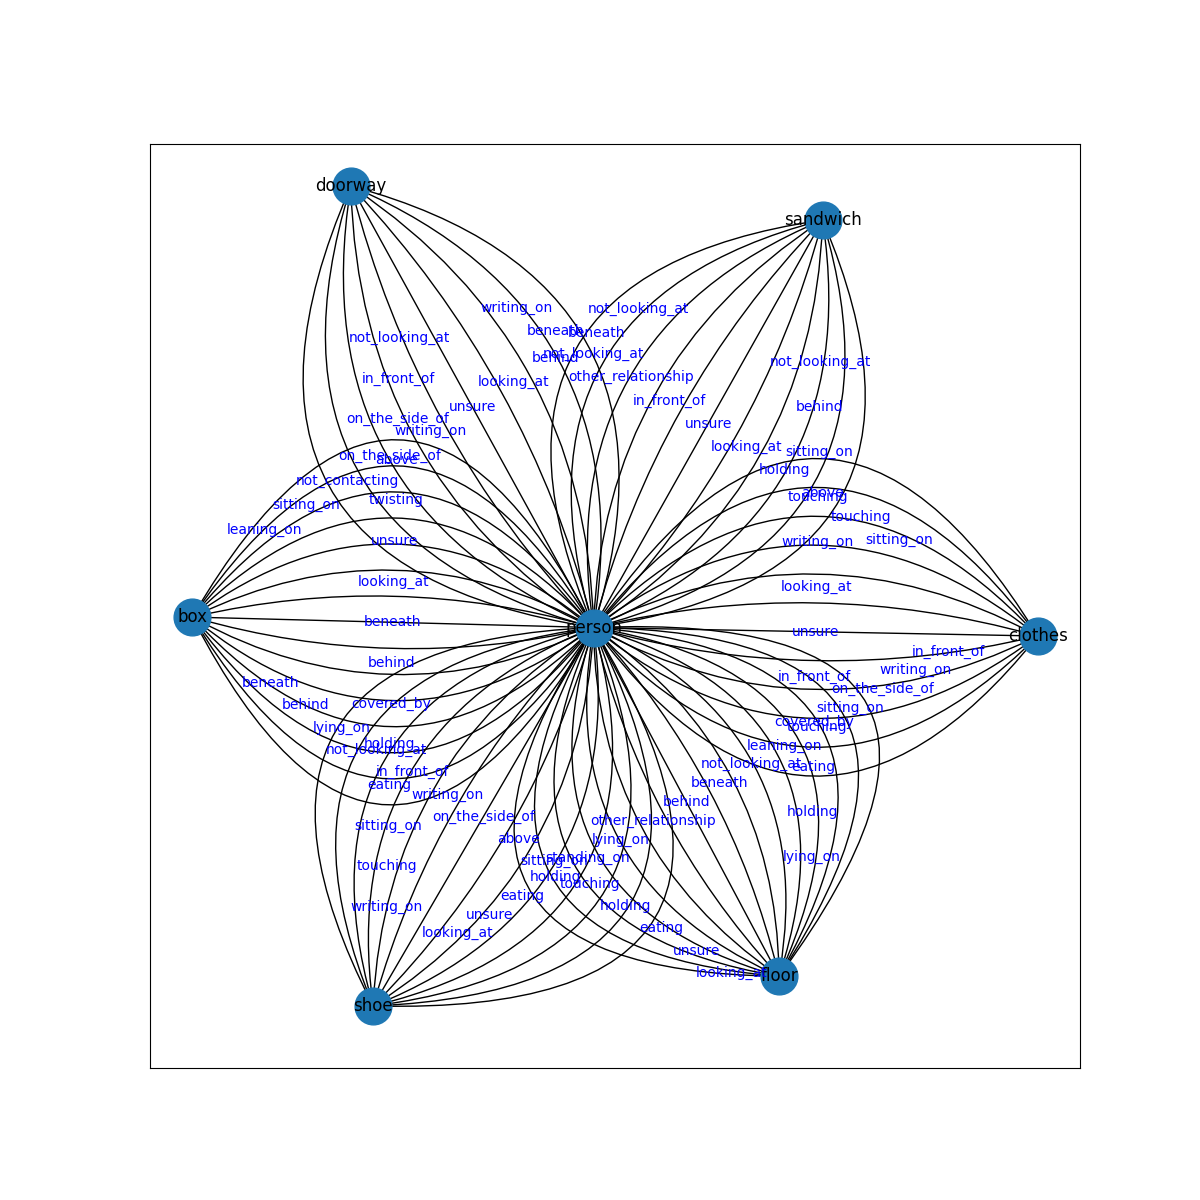 doorway
sandwich
writing_on
not_looking_at
beneath
beneath
not_looking_at
behind
not_looking_at
not_looking_at
other_relationship
in_front_of
looking_at
in_front_of
unsure
behind
on_the_side_of
unsure
writing_on
looking_at
sitting_on
on_the_side_of
above
holding
not_contacting
above
touching
twisting
sitting_on
touching
leaning_on
unsure
writing_on
sitting_on
looking_at
looking_at
box
beneath
person
unsure
clothes
in_front_of
behind
writing_on
in_front_of
beneath
on_the_side_of
behind
covered_by
sitting_on
covered_by
lying_on
touching
holding
not_looking_at
leaning_on
not_looking_at
eating
in_front_of
eating
beneath
writing_on
behind
holding
on_the_side_of
other_relationship
sitting_on
above
lying_on
standing_on
lying_on
sitting_on
touching
holding
touching
eating
writing_on
holding
unsure
eating
looking_at
unsure
looking_at
floor
shoe